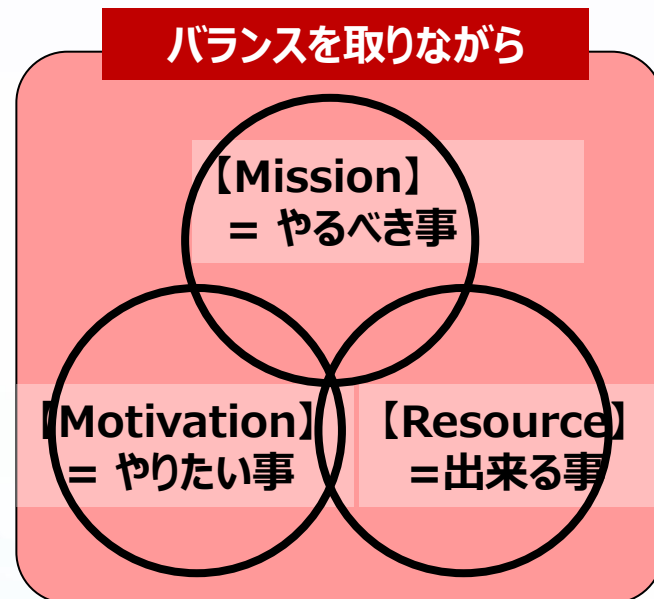 バランスを取りながら
【Mission】
= やるべき事
【Motivation】
= やりたい事
【Resource】
=出来る事